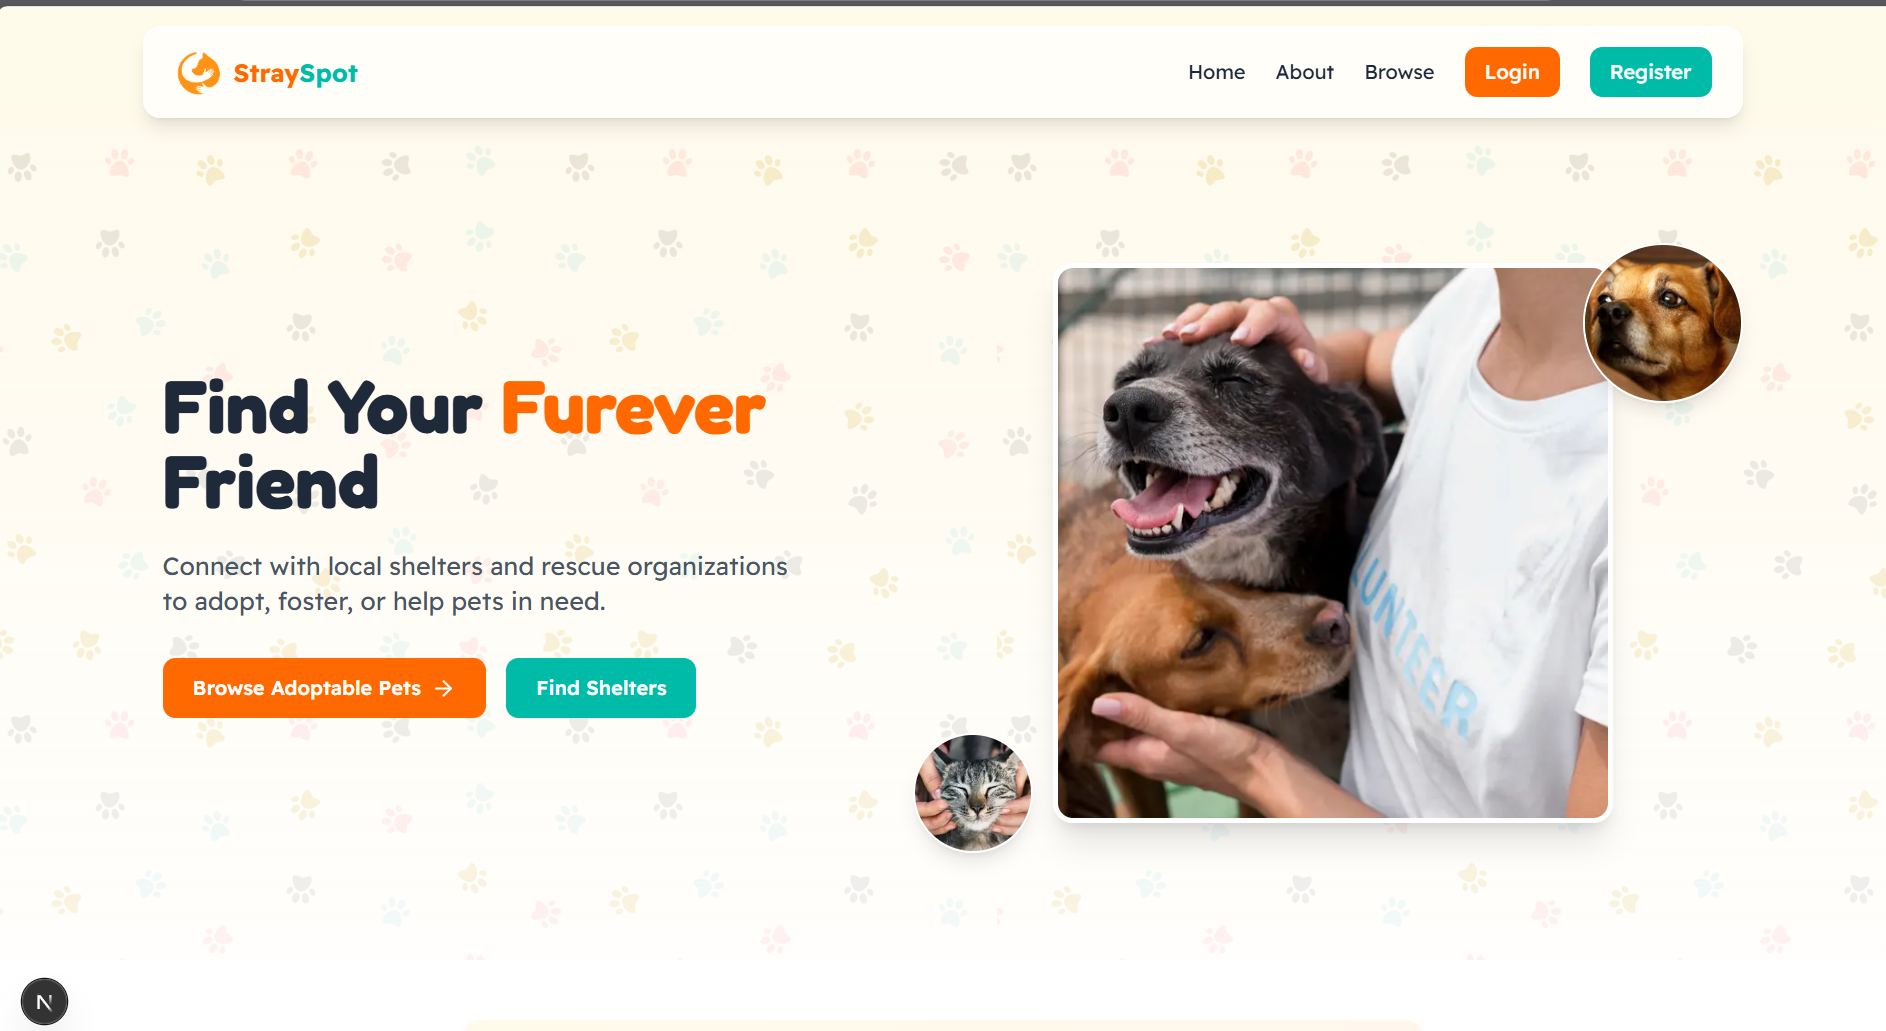 StraySpot
Home About Browse Login Register
Find Your Furever
Friend
Connect with local shelters and rescue organizations
to adopt, foster, or help pets in need.
Browse Adoptable Pets → Find Shelters
LUNTEER
N